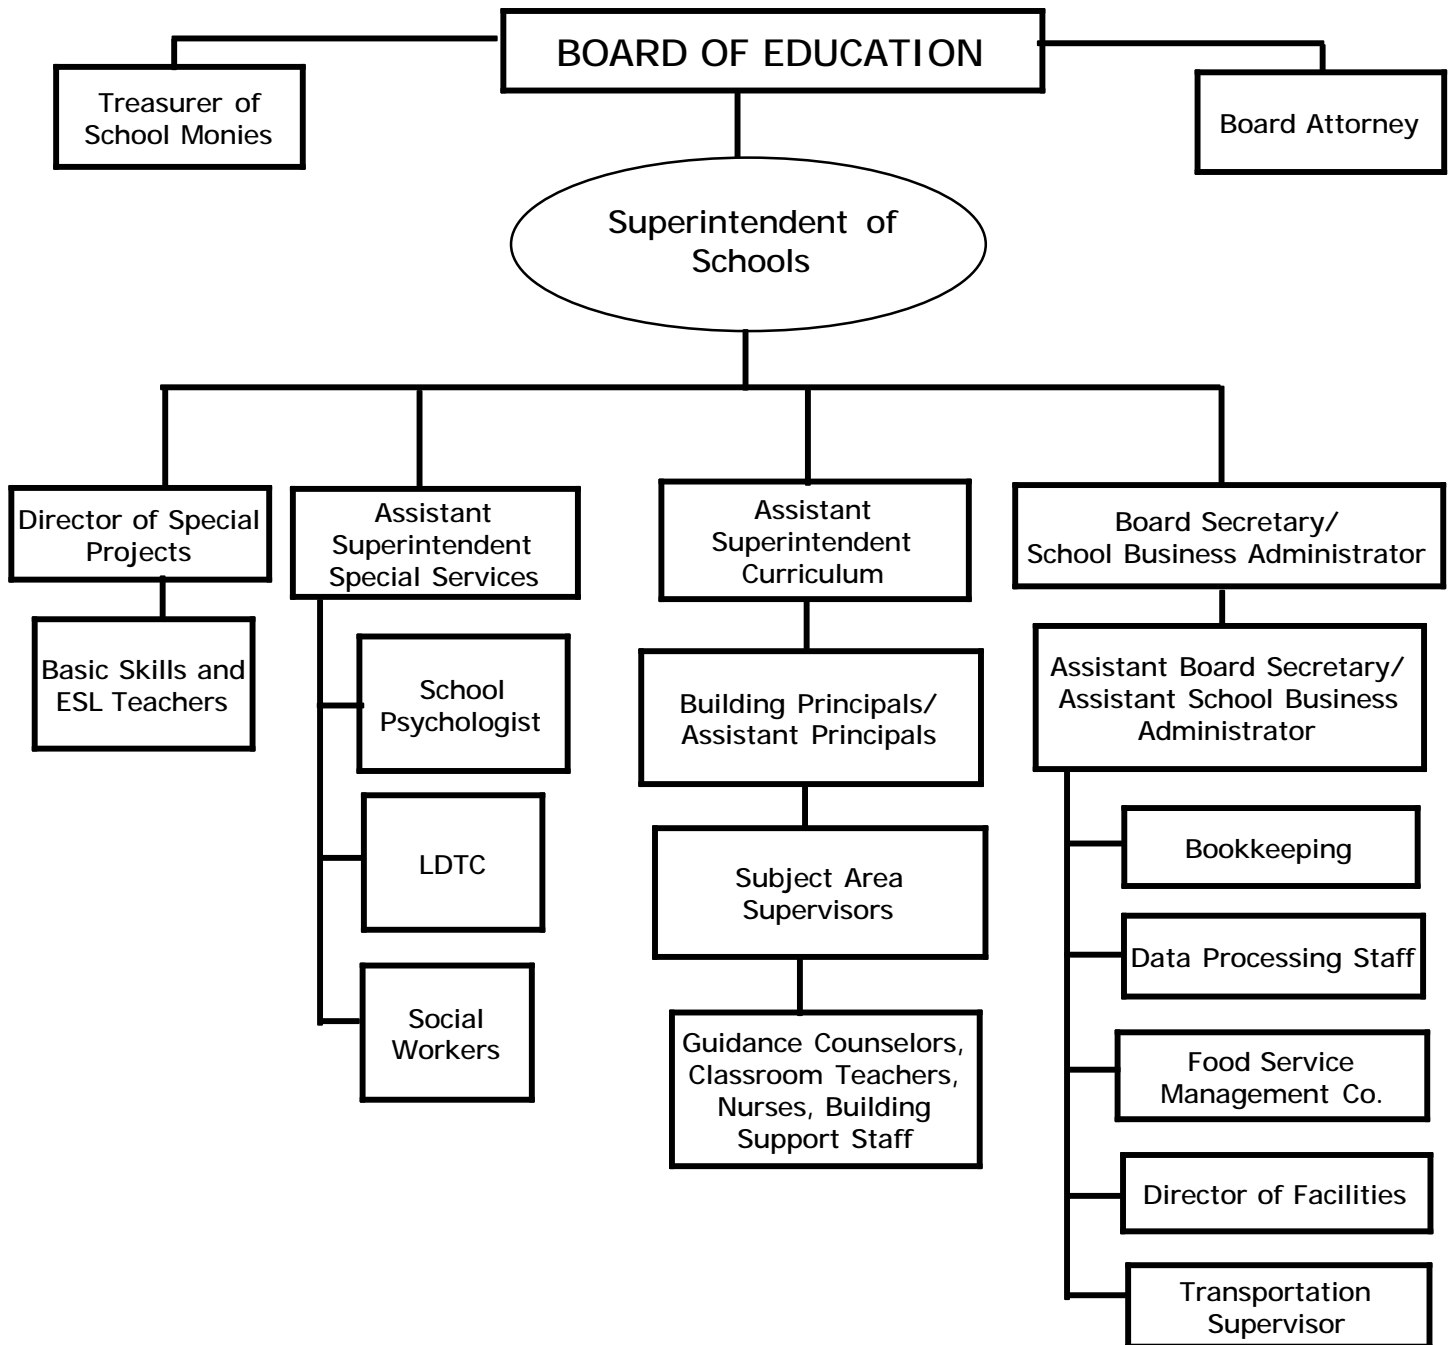 BOARD OF EDUCATION
Treasurer of
School Monies
Board Attorney
Superintendent of
Schools
Director of Special
Projects
Assistant
Superintendent
Special Services
Assistant
Superintendent
Curriculum
Board Secretary/
School Business Administrator
Basic Skills and
ESL Teachers
School
Psychologist
LDTC
Social
Workers
Building Principals/
Assistant Principals
Subject Area
Supervisors
Guidance Counselors,
Classroom Teachers,
Nurses, Building
Support Staff
Assistant Board Secretary/
Assistant School Business
Administrator
Bookkeeping
Data Processing Staff
Food Service
Management Co.
Director of Facilities
Transportation
Supervisor